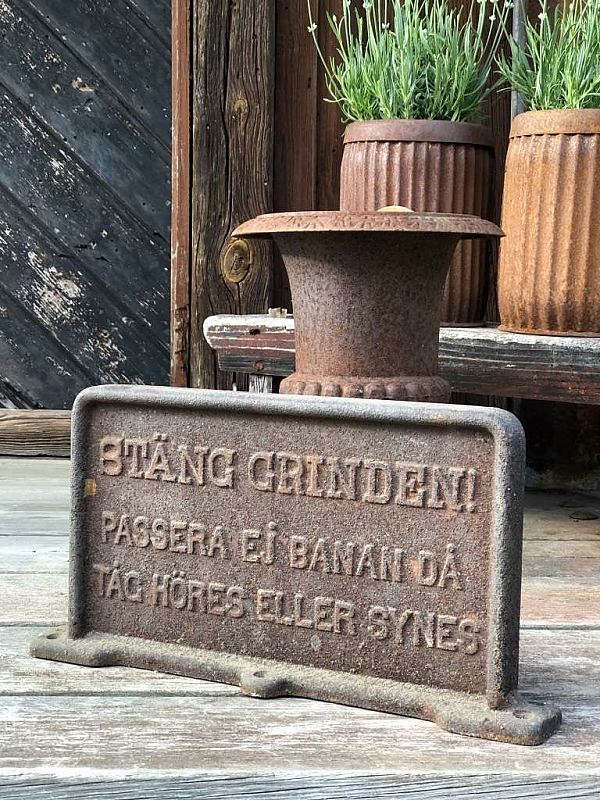 STÄNG GRINDEN!
PASSERA EJ BANAN DÅ
TÅG HÖRES ELLER SYNES